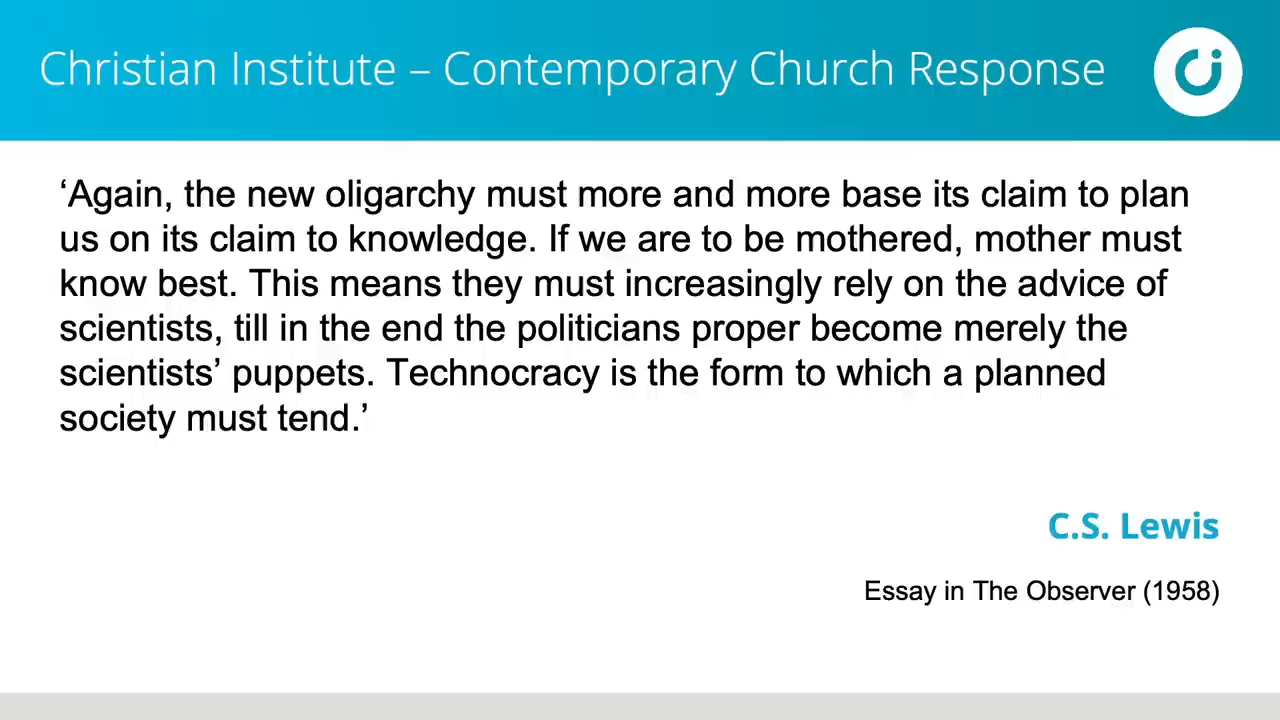 Christian Institute – Contemporary Church Response
‘Again, the new oligarchy must more and more base its claim to plan
us on its claim to knowledge. If we are to be mothered, mother must
know best. This means they must increasingly rely on the advice of
scientists, till in the end the politicians proper become merely the
scientists’ puppets. Technocracy is the form to which a planned
society must tend.’
C.S. Lewis
Essay in The Observer (1958)